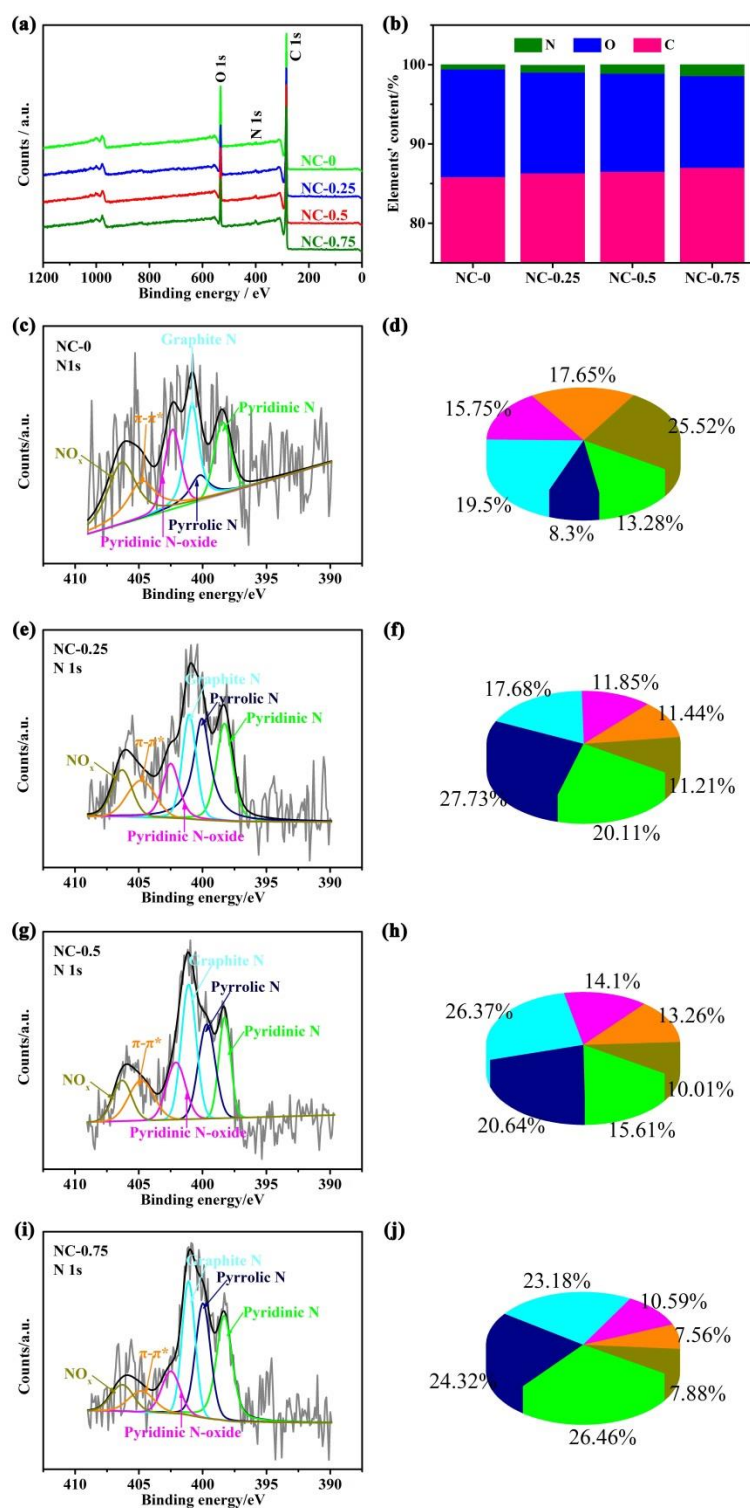 (a)
C 1s
O 1s
N 1s
NC-0
NC-0.25
NC-0.5
NC-0.75
Counts / a.u.
1200 1000 800 600 400 200 0
Binding energy / eV
(b)
N O C
Elements' content/%
100
90
80
NC-0 NC-0.25 NC-0.5 NC-0.75
(c)
NC-0
N1s
Graphite N
π-π*
Pyridinic N
NOx
Pyrrolic N
Pyridinic N-oxide
Counts/a.u.
410 405 400 395 390
Binding energy/eV
(d)
17.65%
15.75%
25.52%
19.5%
13.28%
8.3%
(e)
NC-0.25
N 1s
Graphite N
Pyrrolic N
Pyridinic N
π-π*
NOx
Pyridinic N-oxide
Counts/a.u.
410 405 400 395 390
Binding energy/eV
(f)
17.68%
11.85%
11.44%
11.21%
27.73%
20.11%
(g)
NC-0.5
N 1s
Graphite N
Pyrrolic N
Pyridinic N
π-π*
NOx
Pyridinic N-oxide
Counts/a.u.
410 405 400 395 390
Binding energy/eV
(h)
14.1%
26.37%
13.26%
10.01%
20.64%
15.61%
(i)
NC-0.75
N 1s
Graphite N
Pyrrolic N
Pyridinic N
π-π*
NOx
Pyridinic N-oxide
Counts/a.u.
410 405 400 395 390
Binding energy/eV
(j)
23.18%
10.59%
7.56%
7.88%
24.32%
26.46%